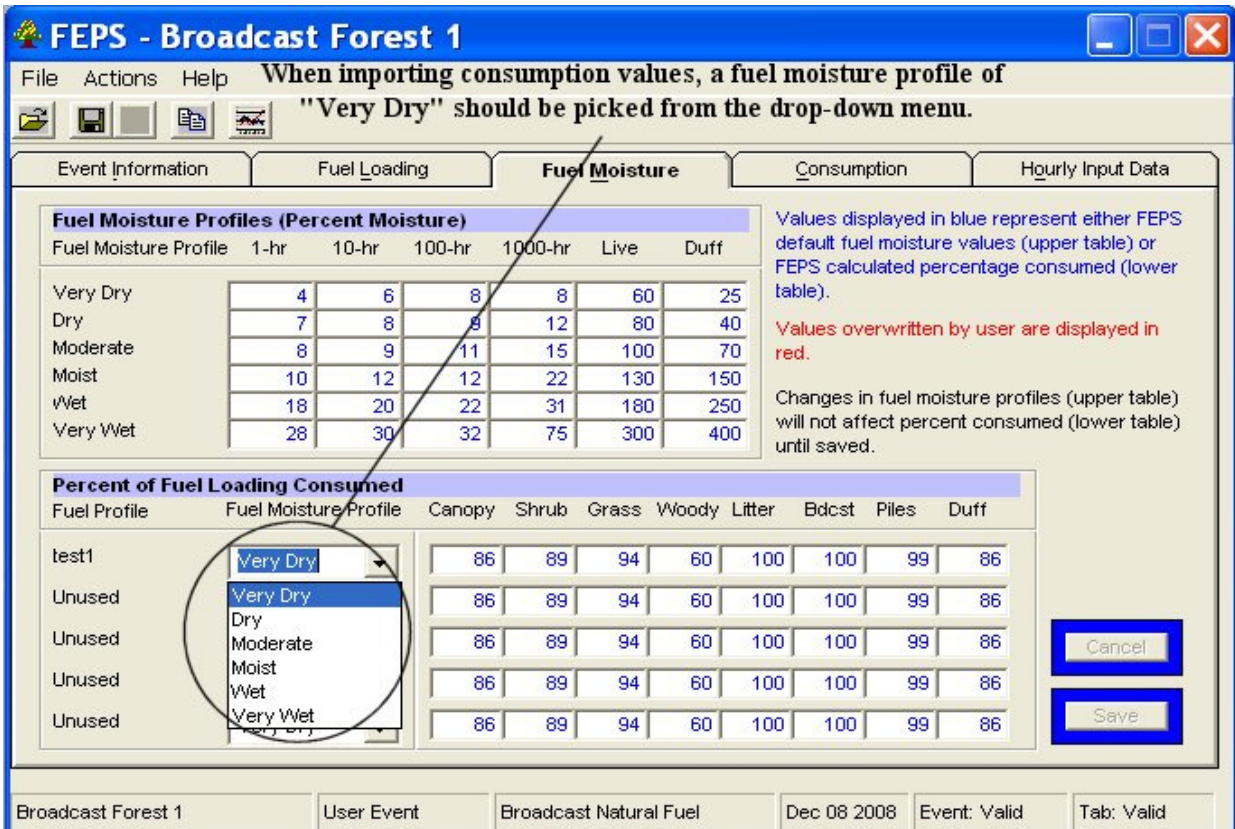 FEPS - Broadcast Forest 1
File Actions Help
When importing consumption values, a fuel moisture profile of
"Very Dry" should be picked from the drop-down menu.
Event Information Fuel Loading Fuel Moisture Consumption Hourly Input Data
Fuel Moisture Profiles (Percent Moisture)
Fuel Moisture Profile 1-hr 10-hr 100-hr 1000-hr Live Duff
Very Dry 4 6 8 8 60 25
Dry 7 8 9 12 80 40
Moderate 8 9 11 15 100 70
Moist 10 12 12 22 130 150
Wet 18 20 22 31 180 250
Very Wet 28 30 32 75 300 400
Values displayed in blue represent either FEPS
default fuel moisture values (upper table) or
FEPS calculated percentage consumed (lower
table).
Values overwritten by user are displayed in
red.
Changes in fuel moisture profiles (upper table)
will not affect percent consumed (lower table)
until saved.
Percent of Fuel Loading Consumed
Fuel Profile Fuel Moisture Profile Canopy Shrub Grass Woody Litter Bdcst Piles Duff
test1 Very Dry 86 89 94 60 100 100 99 86
Unused 86 89 94 60 100 100 99 86
Unused 86 89 94 60 100 100 99 86
Unused 86 89 94 60 100 100 99 86
Unused Very Dry 86 89 94 60 100 100 99 86
Very Dry
Dry
Moderate
Moist
Wet
Very Wet
Cancel
Save
Broadcast Forest 1 User Event Broadcast Natural Fuel Dec 08 2008 Event: Valid Tab: Valid